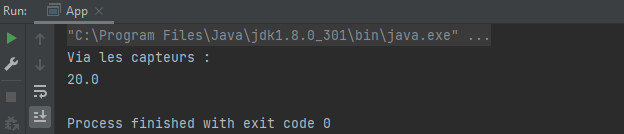 Run: App
"C:\Program Files\Java\jdk1.8.0_301\bin\java.exe" ...
Via les capteurs :
20.0
Process finished with exit code 0